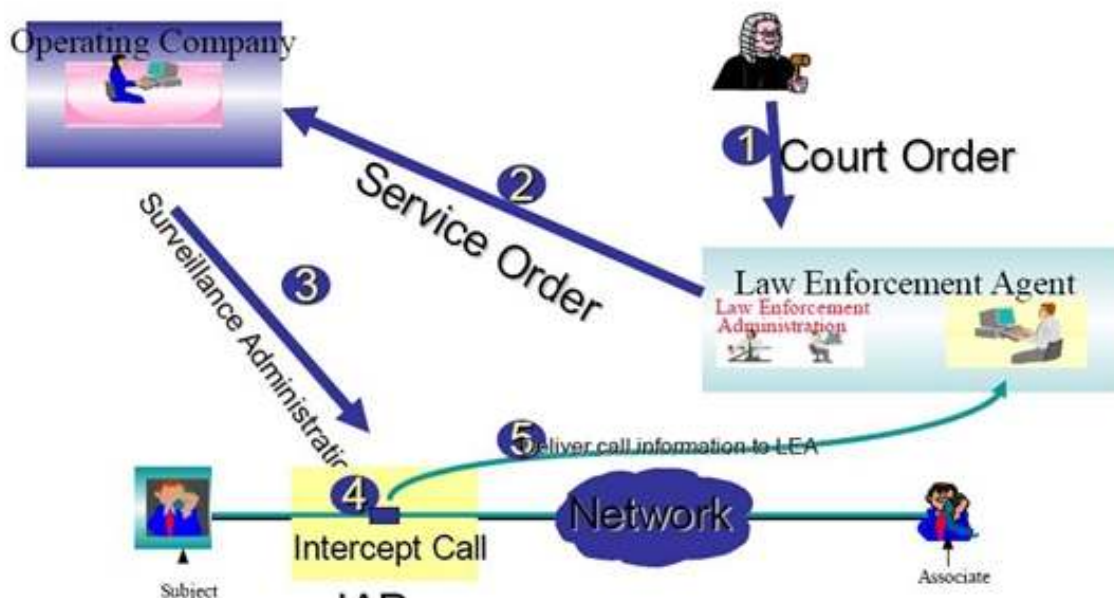 Operating Company
1 Court Order
2
Service Order
Law Enforcement Agent
Law Enforcement
Administration
3
Surveillance Administration
5
Deliver call information to LEA
4
Network
Intercept Call
Subject
Associate